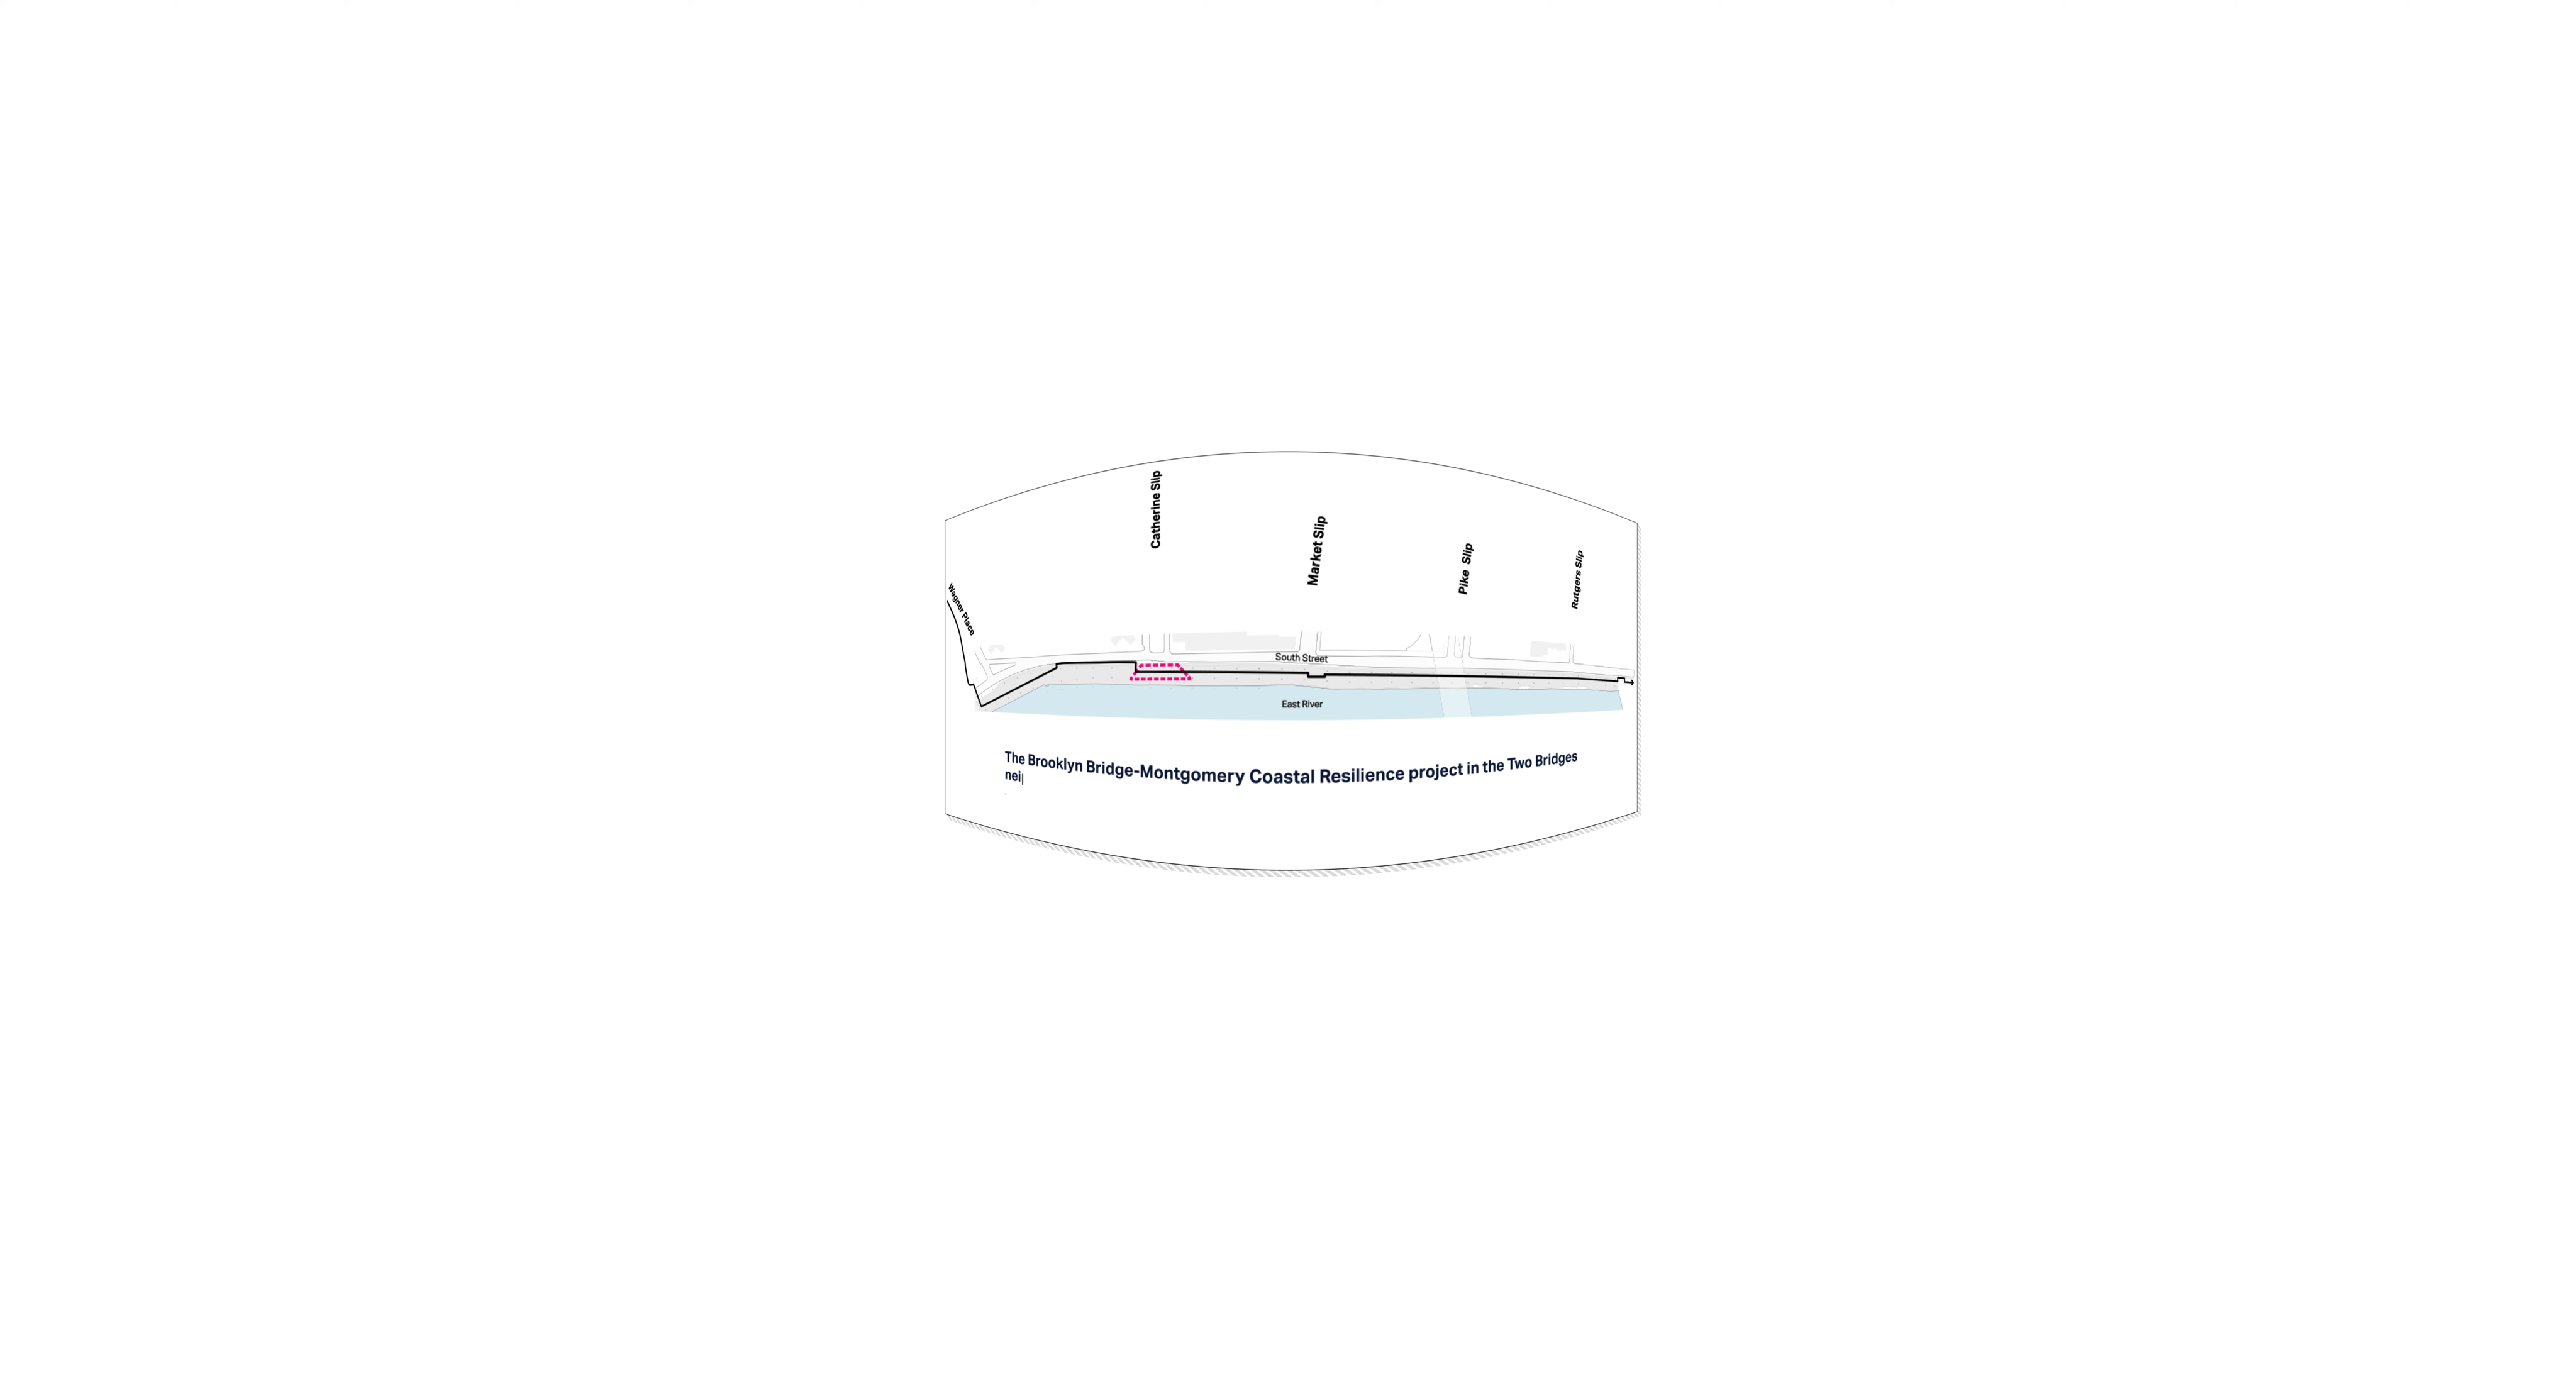 Catherine Slip
Market Slip
Pike Slip
Rutgers Slip
Wagner Place
South Street
East River
The Brooklyn Bridge-Montgomery Coastal Resilience project in the Two Bridges
nei